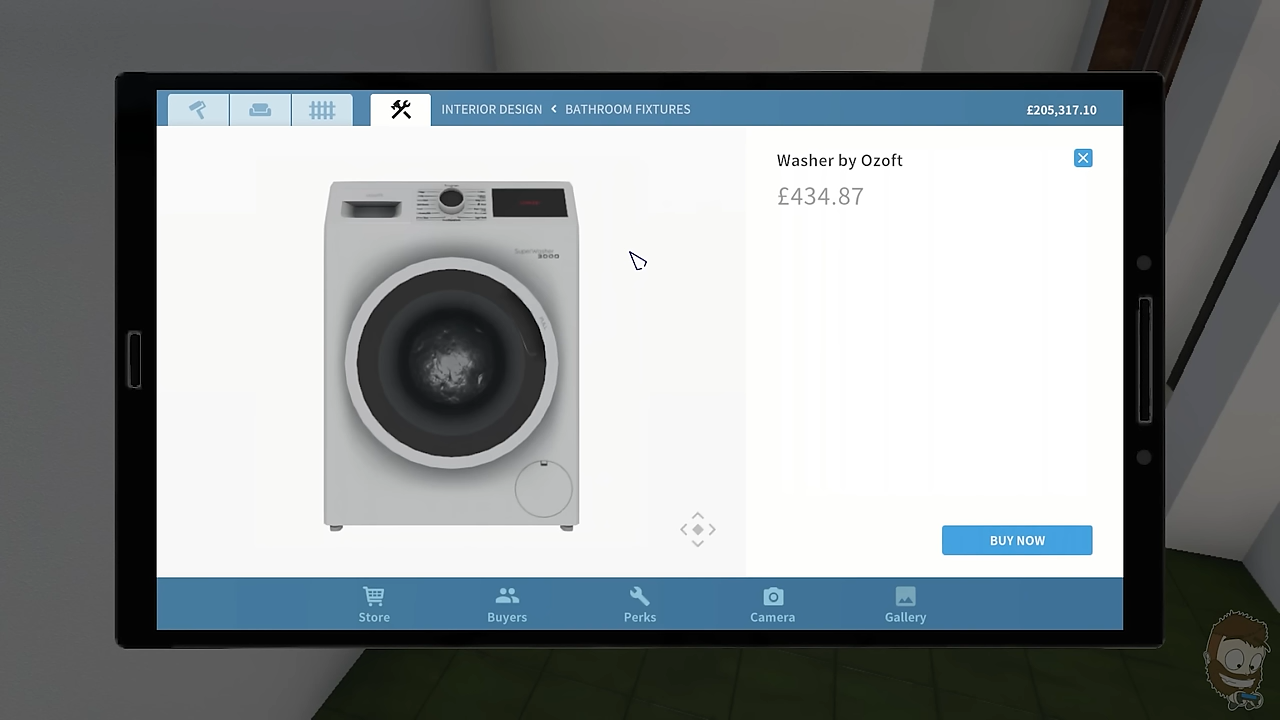 INTERIOR DESIGN < BATHROOM FIXTURES
£205,317.10
Washer by Ozoft
£434.87
3000
BUY NOW
Store
Buyers
Perks
Camera
Gallery